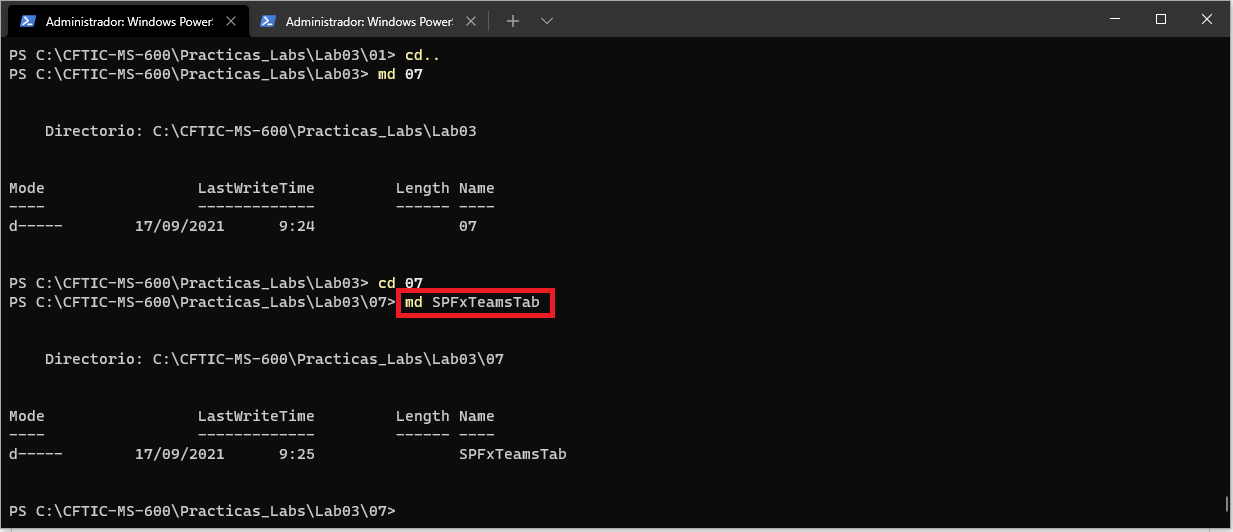 Administrador: Windows PowerS
Administrador: Windows PowerS
PS C:\CFTIC-MS-600\Practicas_Labs\Lab03\01> cd..
PS C:\CFTIC-MS-600\Practicas_Labs\Lab03> md 07
Directorio: C:\CFTIC-MS-600\Practicas_Labs\Lab03
Mode LastWriteTime Length Name
---- ------------- ------ ----
d----- 17/09/2021 9:24 07
PS C:\CFTIC-MS-600\Practicas_Labs\Lab03> cd 07
PS C:\CFTIC-MS-600\Practicas_Labs\Lab03\07> md SPFxTeamsTab
Directorio: C:\CFTIC-MS-600\Practicas_Labs\Lab03\07
Mode LastWriteTime Length Name
---- ------------- ------ ----
d----- 17/09/2021 9:25 SPFxTeamsTab
PS C:\CFTIC-MS-600\Practicas_Labs\Lab03\07>